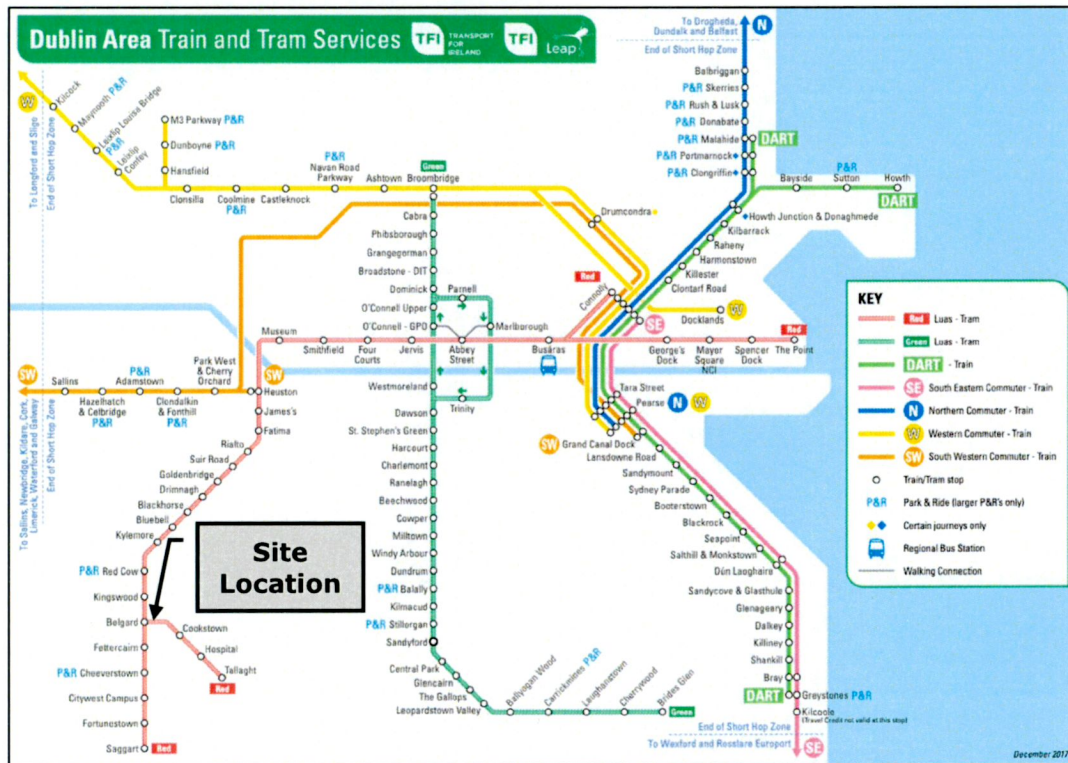 Dublin Area Train and Tram Services
TFI
TRANSPORT
FOR
IRELAND
TFI
Leap
To Drogheda,
Dundalk and Belfast
N
End of Short Hop Zone
Balbriggan
P&R Skerries
P&R Rush & Lusk
P&R Donabate
P&R Malahide
DART
P&R Portmarnock
P&R Clongriffin
Bayside
P&R
Sutton
Howth
DART
Howth Junction & Donaghmede
Kilbarrack
Raheny
Harmonstown
Killester
Clontarf Road
W
Kilcock
Maynooth P&R
Leixlip Louisa Bridge
P&R
Leixlip
Confey
To Longford and Sligo
End of Short Hop Zone
M3 Parkway P&R
Dunboyne P&R
Hansfield
Clonsilla
Coolmine
P&R
Castleknock
P&R
Navan Road
Parkway
Ashtown
Green
Broombridge
Drumcondra
Cabra
Phibsborough
Grangegorman
Broadstone - DIT
Dominick
Parnell
O'Connell Upper
O'Connell - GPO
Marlborough
Red
Connolly
SE
Docklands
W
Museum
Smithfield
Four
Courts
Jervis
Abbey
Street
Busáras
George's
Dock
Mayor
Square
NCI
Spencer
Dock
Red
The Point
SW
Sallins
Hazelhatch
& Celbridge
P&R
P&R
Adamstown
Clondalkin
& Fonthill
P&R
Park West
& Cherry
Orchard
SW
Heuston
To Sallins, Newbridge, Kildare, Cork,
Limerick, Waterford and Galway
End of Short Hop Zone
James's
Fatima
Rialto
Suir Road
Goldenbridge
Drimnagh
Blackhorse
Bluebell
Kylemore
P&R Red Cow
Kingswood
Belgard
Cookstown
Hospital
Tallaght
Red
Fettercairn
P&R Cheeverstown
Citywest Campus
Fortunestown
Saggart
Red
Site
Location
Westmoreland
Trinity
Dawson
St. Stephen's Green
Harcourt
Charlemont
Ranelagh
Beechwood
Cowper
Milltown
Windy Arbour
Dundrum
P&R Balally
Kilmacud
P&R Stillorgan
Sandyford
Central Park
Glencairn
The Gallops
Leopardstown Valley
Ballyogan Wood
Carrickmines P&R
Laughanstown
Cherrywood
Brides Glen
Green
Tara Street
Pearse
N
W
SW
Grand Canal Dock
Lansdowne Road
Sandymount
Sydney Parade
Booterstown
Blackrock
Seapoint
Salthill & Monkstown
Dún Laoghaire
Sandycove & Glasthule
Glenageary
Dalkey
Killiney
Shankill
Bray
DART
Greystones P&R
Kilcoole
(Travel Credit not valid at this stop)
End of Short Hop Zone
To Wexford and Rosslare Europort
SE
KEY
Red Luas - Tram
Green Luas - Tram
DART - Train
SE South Eastern Commuter - Train
N Northern Commuter - Train
W Western Commuter - Train
SW South Western Commuter - Train
Train/Tram stop
P&R Park & Ride (larger P&R's only)
Certain journeys only
Regional Bus Station
Walking Connection
December 2017